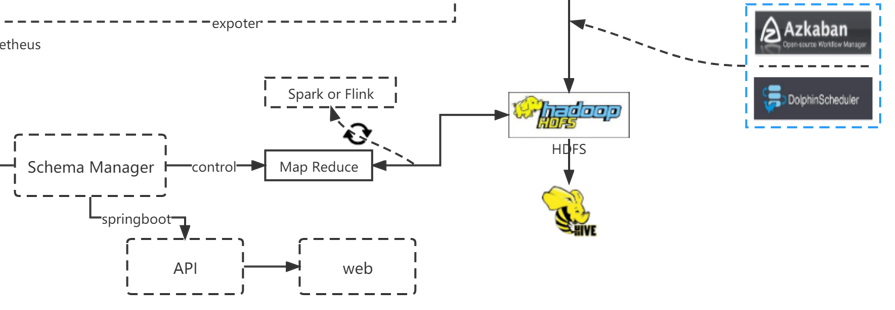 expoter
etheus
Azkaban
Open-source Workflow Manager
Spark or Flink
DolphinScheduler
hadoop
HDFS
HDFS
Schema Manager
control
Map Reduce
springboot
HIVE
API
web